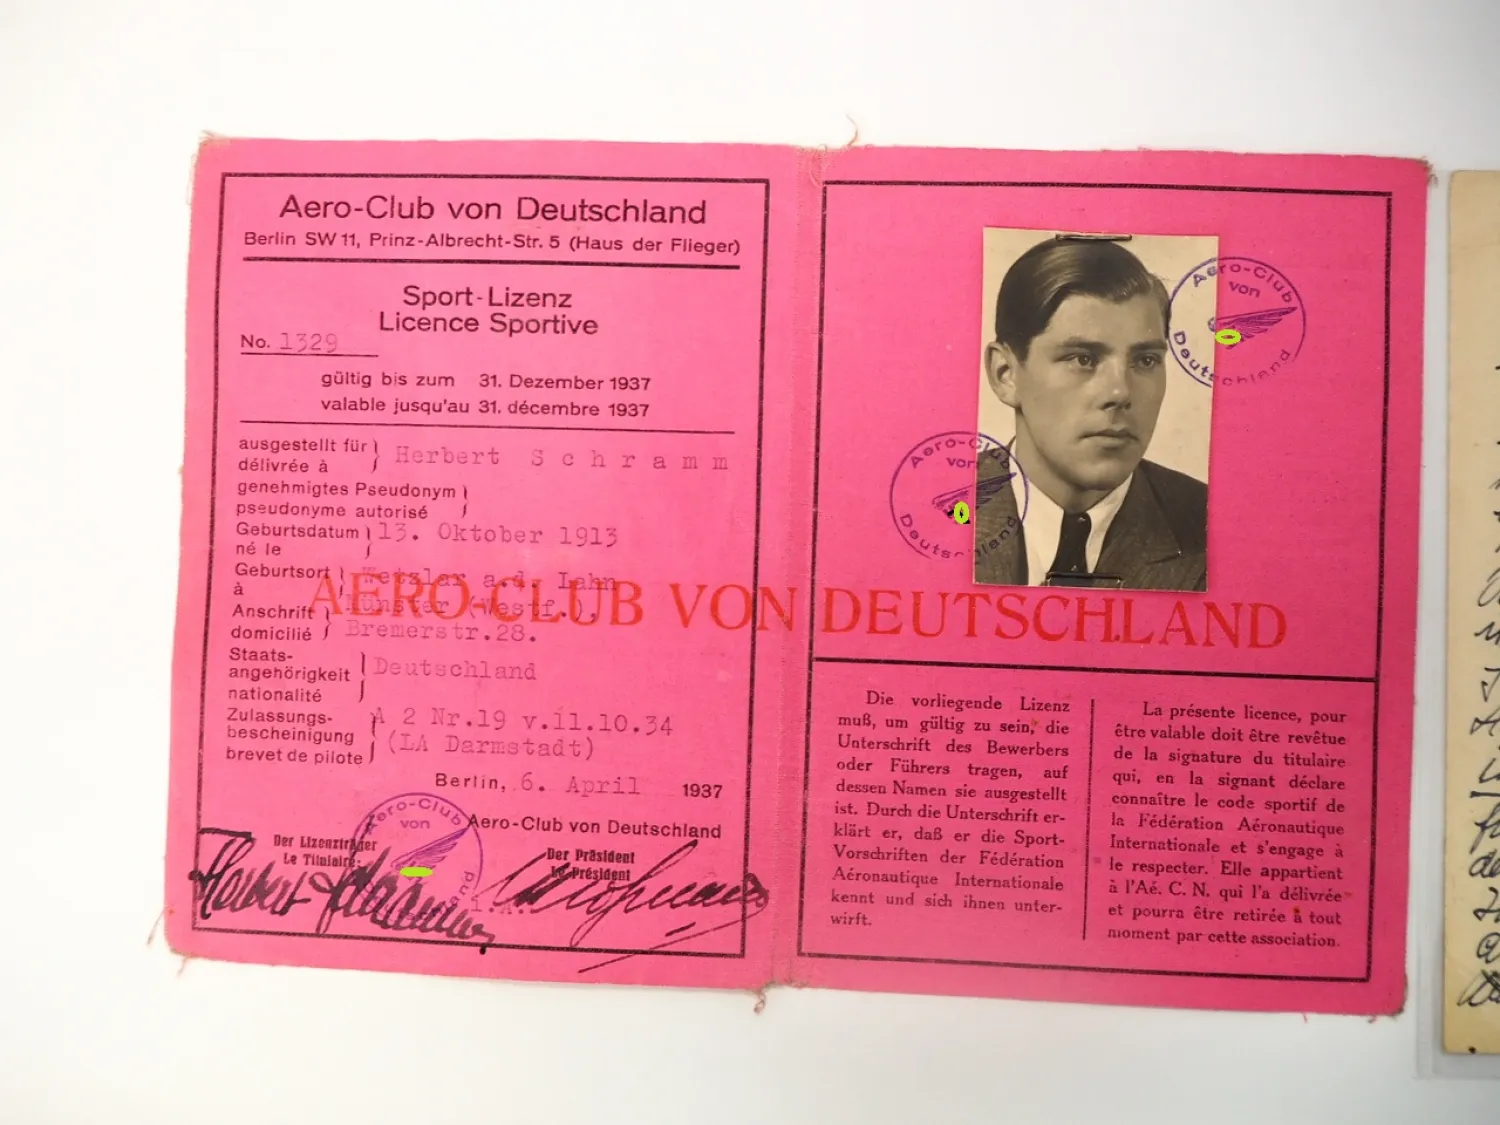 Aero-Club von Deutschland
Berlin SW 11, Prinz-Albrecht-Str. 5 (Haus der Flieger)
Sport-Lizenz
Licence Sportive
No. 1329
gültig bis zum 31. Dezember 1937
valable jusqu'au 31. décembre 1937
ausgestellt für
délivrée à
Herbert Schramm
genehmigtes Pseudonym
pseudonyme autorisé
Geburtsdatum
né le
13. Oktober 1913
Geburtsort
à
Wetzlar a.d. Lahn
Anschrift
domicilié
Münster (Westf.),
Bremerstr.28.
Staats-
angehörigkeit
nationalité
Deutschland
Zulassungs-
bescheinigung
brevet de pilote
A 2 Nr.19 v.11.10.34
(LA Darmstadt)
Berlin, 6. April 1937
Aero-Club von Deutschland
Der Lizenzträger
Le Titulaire:
Der Präsident
Le Président
Herbert Schramm
i.A.
Aero-Club
von
AERO-CLUB VON DEUTSCHLAND
Aero-Club
von
Deutschland
Aero-Club
von
Deutschland
Die vorliegende Lizenz
muß, um gültig zu sein, die
Unterschrift des Bewerbers
oder Führers tragen, auf
dessen Namen sie ausgestellt
ist. Durch die Unterschrift er-
klärt er, daß er die Sport-
Vorschriften der Fédération
Aéronautique Internationale
kennt und sich ihnen unter-
wirft.
La présente licence, pour
être valable doit être revêtue
de la signature du titulaire
qui, en la signant déclare
connaître le code sportif de
la Fédération Aéronautique
Internationale et s'engage à
le respecter. Elle appartient
à l'Aé. C. N. qui l'a délivrée
et pourra être retirée à tout
moment par cette association.